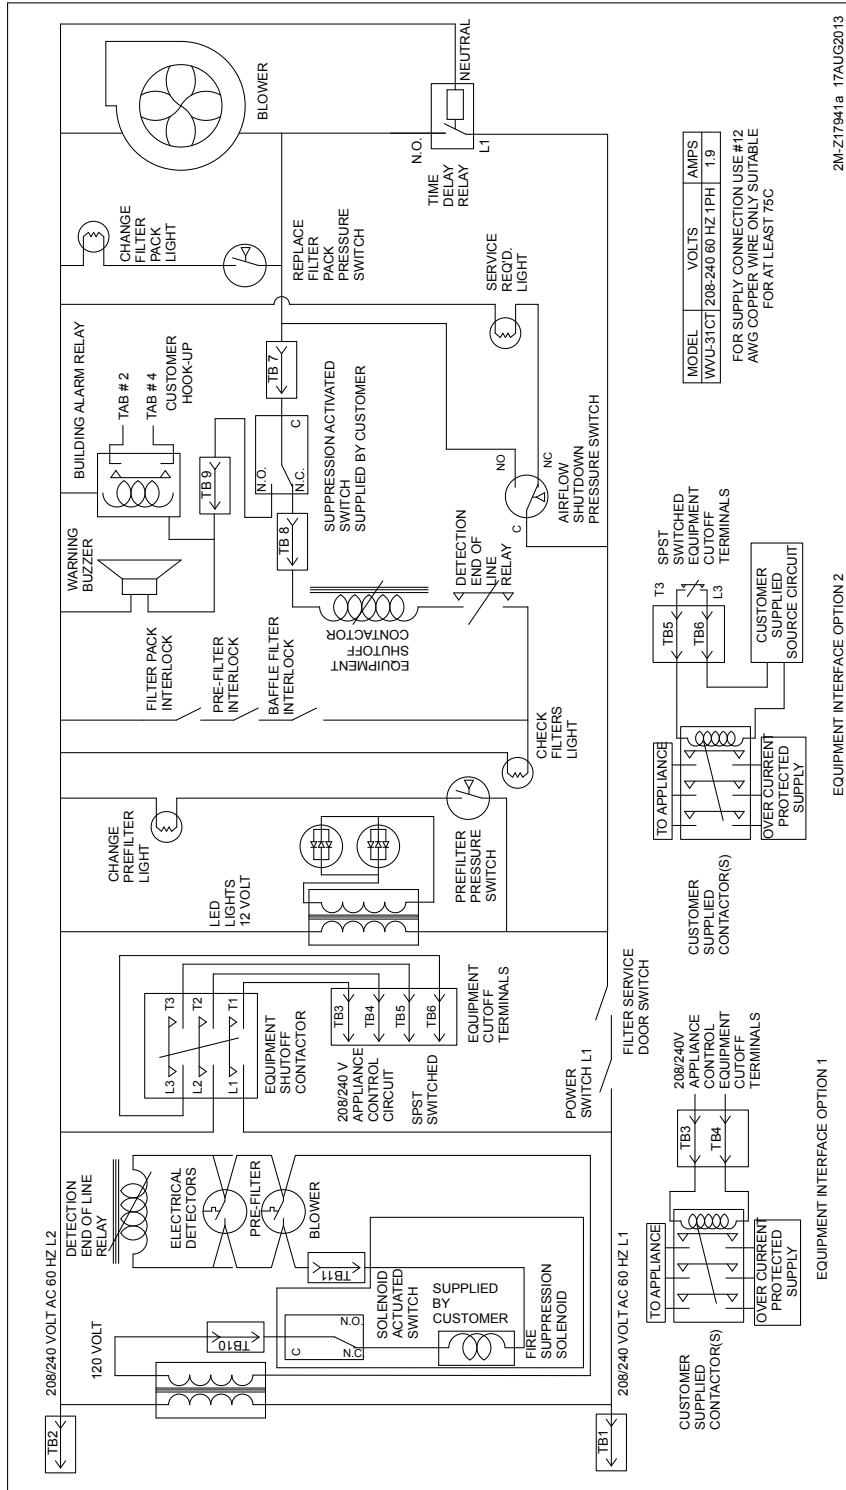 208/240 VOLT AC 60 HZ L2
TB2
120 VOLT
TB10
C
N.O.
N.C.
SOLENOID
ACTUATED
SWITCH
SUPPLIED
BY
CUSTOMER
FIRE
SUPPRESSION
SOLENOID
TB11
DETECTION
END OF LINE
RELAY
ELECTRICAL
DETECTORS
PRE-FILTER
BLOWER
208/240 VOLT AC 60 HZ L1
TB1
L3
T3
L2
T2
L1
T1
EQUIPMENT
SHUTOFF
CONTACTOR
TB3
TB4
TB5
TB6
208/240 V
APPLIANCE
CONTROL
CIRCUIT
SPST
SWITCHED
EQUIPMENT
CUTOFF
TERMINALS
POWER
SWITCH L1
FILTER SERVICE
DOOR SWITCH
LED
LIGHTS
12 VOLT
CHANGE
PREFILTER
LIGHT
PREFILTER
PRESSURE
SWITCH
CHECK
FILTERS
LIGHT
FILTER PACK
INTERLOCK
PRE-FILTER
INTERLOCK
BAFFLE FILTER
INTERLOCK
EQUIPMENT
SHUTOFF
CONTACTOR
DETECTION
END OF
LINE
RELAY
WARNING
BUZZER
BUILDING ALARM RELAY
TAB # 2
TAB # 4
CUSTOMER
HOOK-UP
TB 9
TB 8
N.O.
N.C.
C
TB 7
SUPPRESSION ACTIVATED
SWITCH
SUPPLIED BY CUSTOMER
C
NO
NC
AIRFLOW
SHUTDOWN
PRESSURE SWITCH
SERVICE
REQ'D.
LIGHT
CHANGE
FILTER
PACK
LIGHT
REPLACE
FILTER
PACK
PRESSURE
SWITCH
BLOWER
N.O.
L1
NEUTRAL
TIME
DELAY
RELAY
TO APPLIANCE
OVER CURRENT
PROTECTED
SUPPLY
CUSTOMER
SUPPLIED
CONTACTOR(S)
TB3
TB4
208/240V
APPLIANCE
CONTROL
EQUIPMENT
CUTOFF
TERMINALS
EQUIPMENT INTERFACE OPTION 1
TO APPLIANCE
OVER CURRENT
PROTECTED
SUPPLY
CUSTOMER
SUPPLIED
CONTACTOR(S)
TB5
TB6
T3
L3
SPST
SWITCHED
EQUIPMENT
CUTOFF
TERMINALS
CUSTOMER
SUPPLIED
SOURCE CIRCUIT
EQUIPMENT INTERFACE OPTION 2
MODEL VOLTS AMPS
WVU-31CT 208-240 60 HZ 1PH 1.9
FOR SUPPLY CONNECTION USE #12
AWG COPPER WIRE ONLY SUITABLE
FOR AT LEAST 75C
2M-Z17941a 17AUG2013